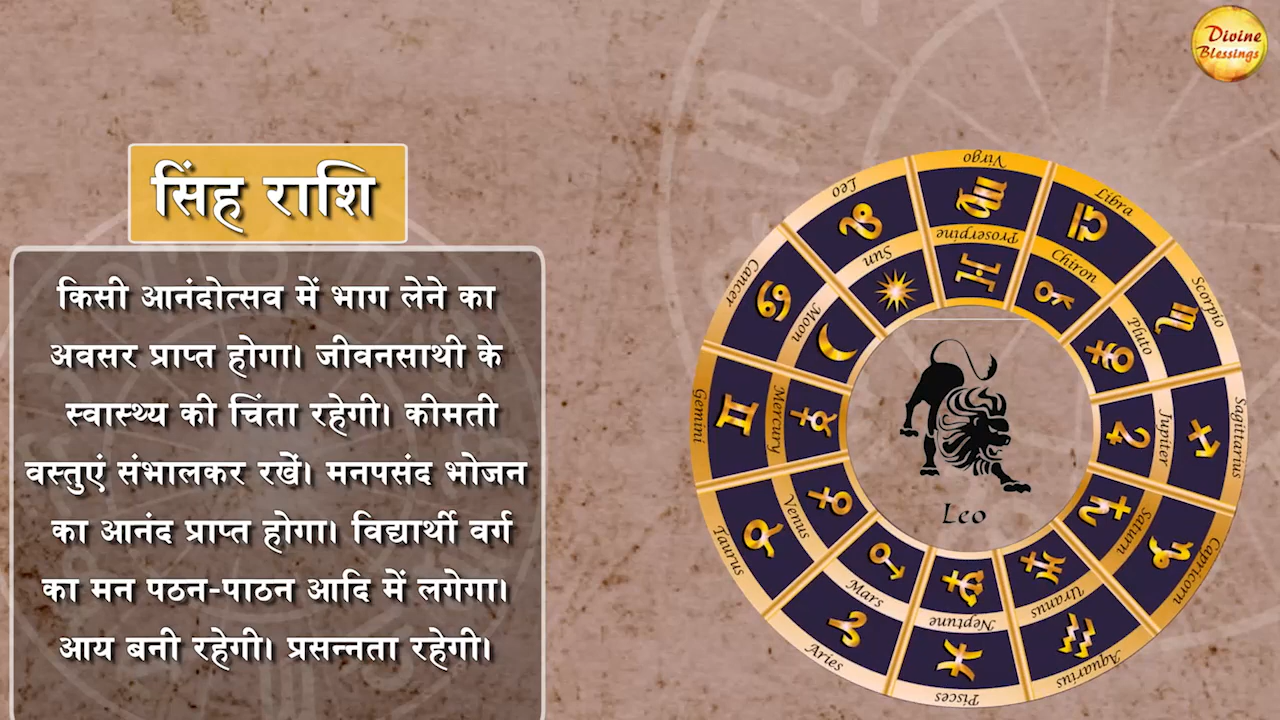 Divine
Blessings
सिंह राशि
किसी आनंदोत्सव में भाग लेने का
अवसर प्राप्त होगा। जीवनसाथी के
स्वास्थ्य की चिंता रहेगी। कीमती
वस्तुएं संभालकर रखें। मनपसंद भोजन
का आनंद प्राप्त होगा। विद्यार्थी वर्ग
का मन पठन-पाठन आदि में लगेगा।
आय बनी रहेगी। प्रसन्नता रहेगी।
Virgo
Libra
Scorpio
Sagittarius
Capricorn
Aquarius
Pisces
Aries
Taurus
Gemini
Cancer
Leo
Proserpine
Chiron
Pluto
Jupiter
Saturn
Uranus
Neptune
Mars
Venus
Mercury
Moon
Sun
Leo